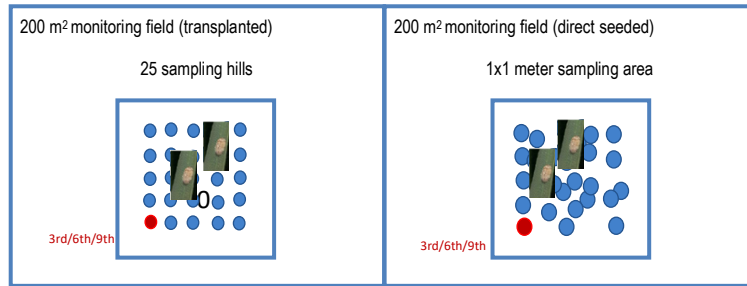 200 m² monitoring field (transplanted)
25 sampling hills
0
3rd/6th/9th
200 m² monitoring field (direct seeded)
1x1 meter sampling area
3rd/6th/9th